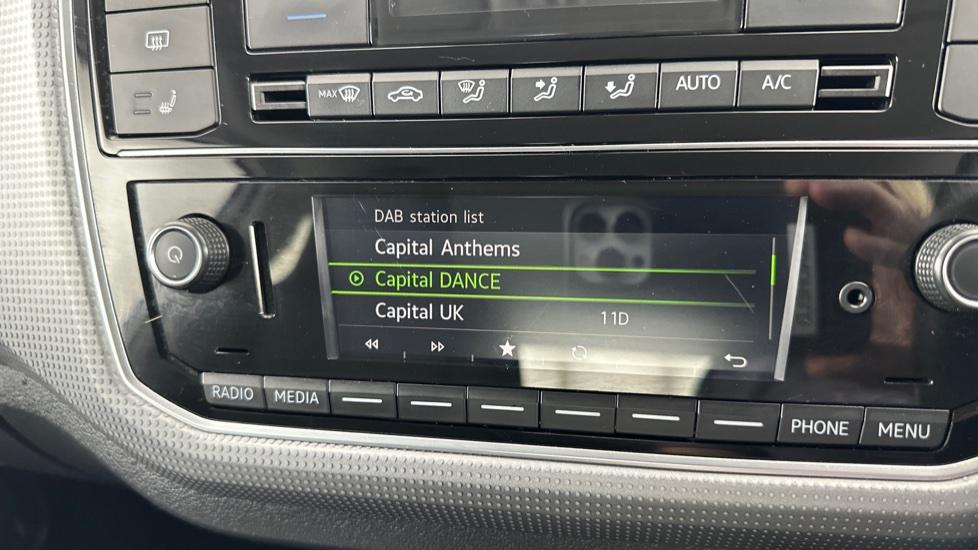 MAX
AUTO
A/C
DAB station list
Capital Anthems
Capital DANCE
Capital UK 11D
RADIO
MEDIA
PHONE
MENU